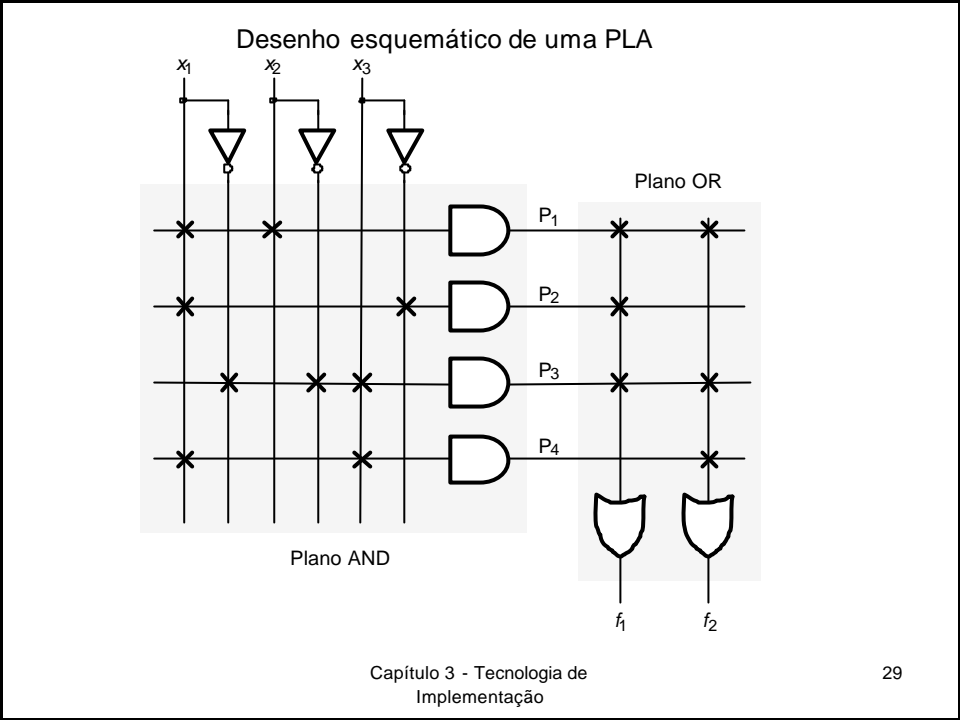 Desenho esquemático de uma PLA
x1 x2 x3
Plano OR
P1
P2
P3
P4
Plano AND
f1 f2
Capítulo 3 - Tecnologia de
Implementação
29